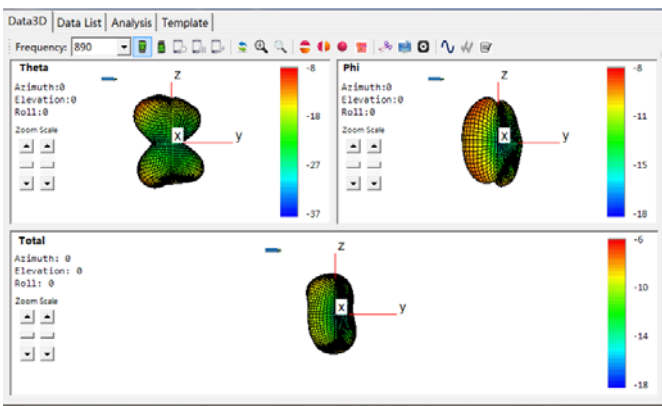 Data3D Data List Analysis Template
Frequency: 890
Theta
Azimuth:0
Elevation:0
Roll:0
Zoom Scale
z
y
x
-8
-18
-27
-37
Phi
Azimuth:0
Elevation:0
Roll:0
Zoom Scale
z
y
x
-8
-11
-15
-18
Total
Azimuth: 0
Elevation: 0
Roll: 0
Zoom Scale
z
y
x
-6
-10
-14
-18